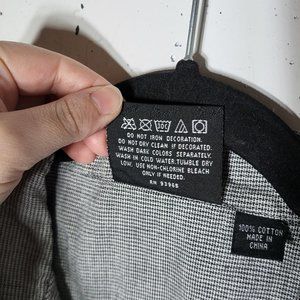 DO NOT IRON DECORATION.
DO NOT DRY CLEAN IF DECORATED.
WASH DARK COLORS SEPARATELY.
WASH IN COLD WATER.TUMBLE DRY
LOW. USE NON-CHLORINE BLEACH
ONLY IF NEEDED.
RN 93968
100% COTTON
MADE IN
CHINA